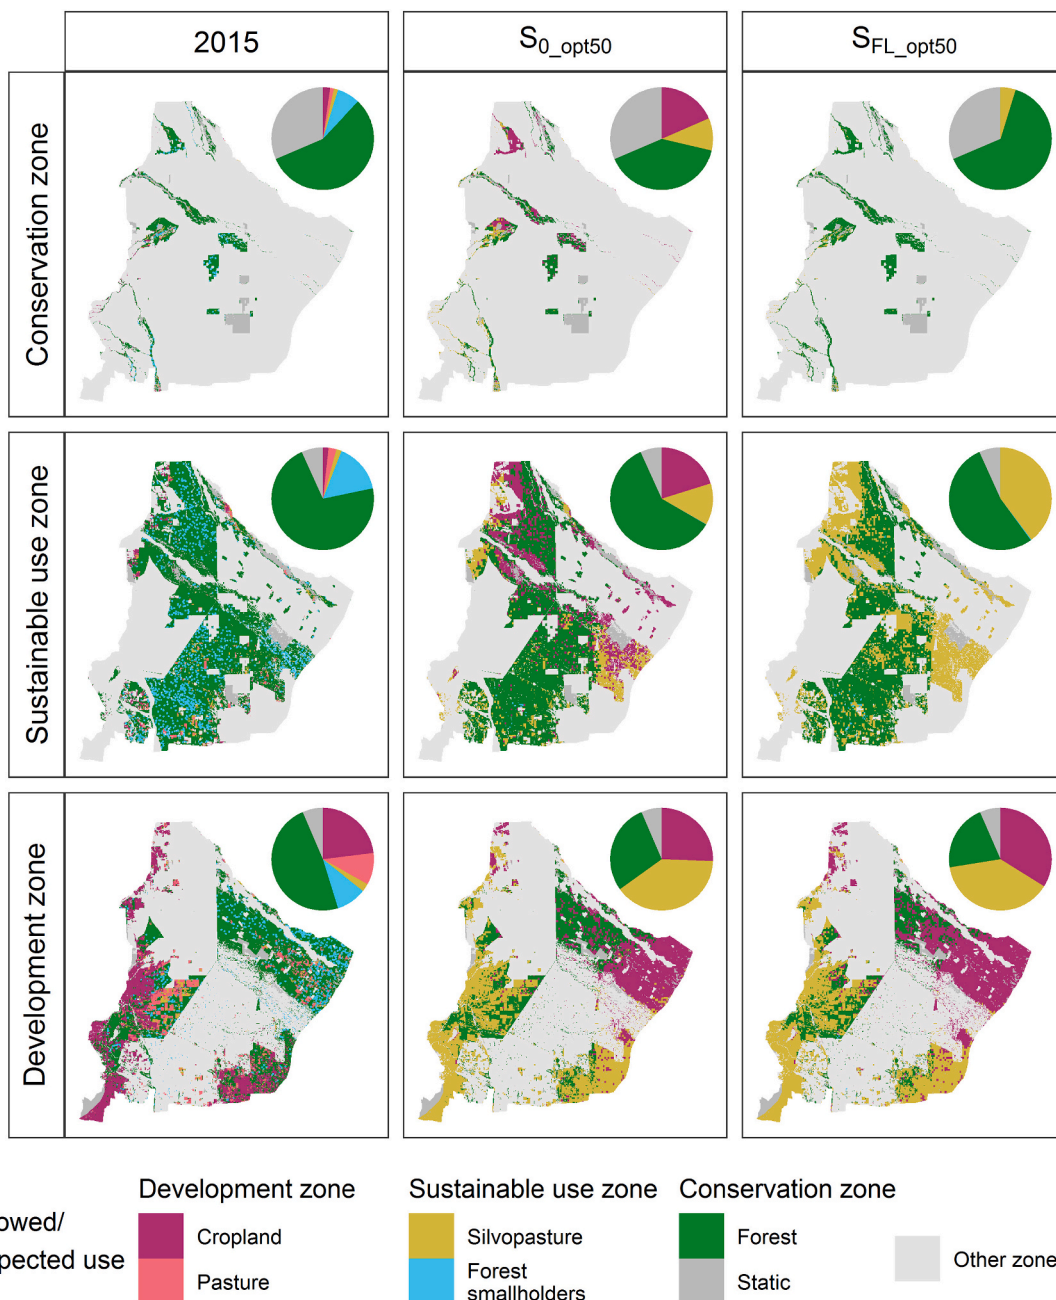 2015
S0_opt50
SFL_opt50
Conservation zone
Sustainable use zone
Development zone
owed/
pected use
Development zone
Cropland
Pasture
Sustainable use zone
Silvopasture
Forest
smallholders
Conservation zone
Forest
Static
Other zone